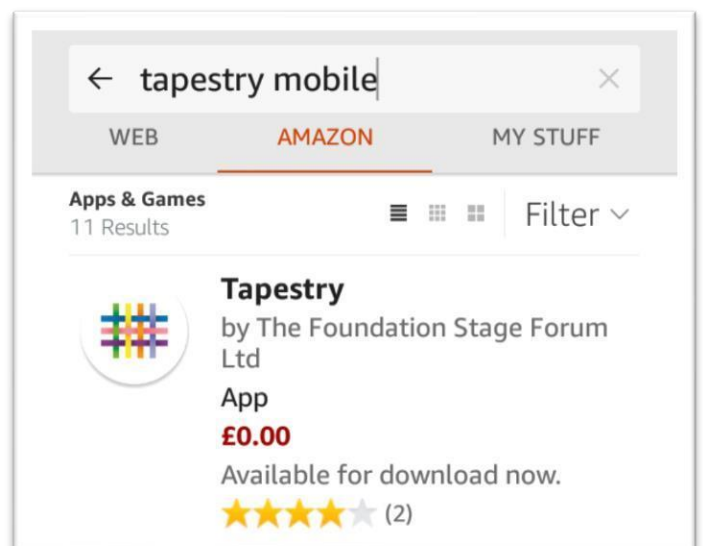 tapestry mobile
WEB AMAZON MY STUFF
Apps & Games
11 Results
Filter
Tapestry
by The Foundation Stage Forum
Ltd
App
£0.00
Available for download now.
(2)